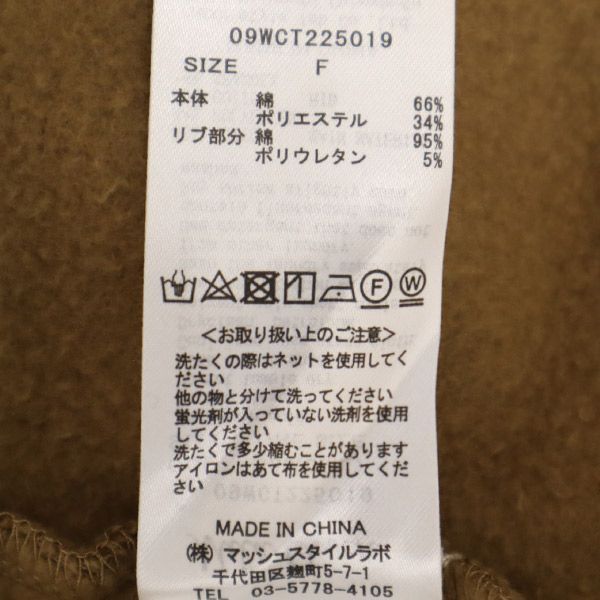 09WCT225019
SIZE F
本体 綿 66%
ポリエステル 34%
リブ部分 綿 95%
ポリウレタン 5%
F W
<お取り扱い上のご注意>
洗たくの際はネットを使用してく
ださい
他の物と分けて洗ってください
蛍光剤が入っていない洗剤を使用
してください
洗たくで多少縮むことがあります
アイロンはあて布を使用してくだ
さい
MADE IN CHINA
(株) マッシュスタイルラボ
千代田区麹町5-7-1
TEL 03-5778-4105